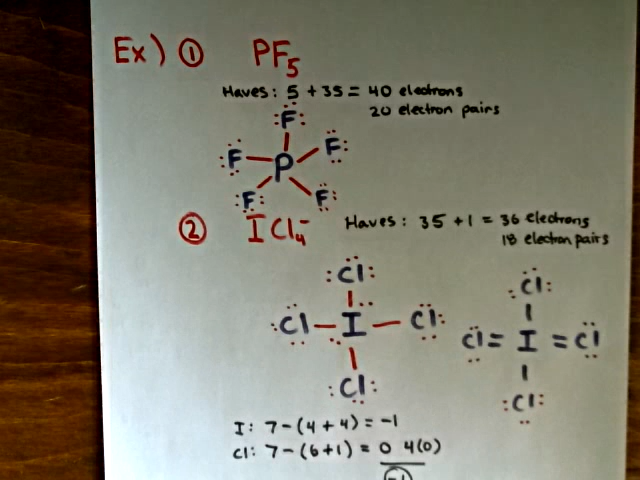 Ex) ① PF₅
Haves: 5 + 35 = 40 electrons
20 electron pairs
:F:
:F P F:
:F F:
② ICl₄⁻ Haves: 35 + 1 = 36 electrons
18 electron pairs
:Cl:
:Cl – I – Cl:
:Cl:
:Cl:
Cl = I = Cl
:Cl:
I: 7 – (4 + 4) = –1
Cl: 7 – (6 + 1) = 0 4(0)
–1